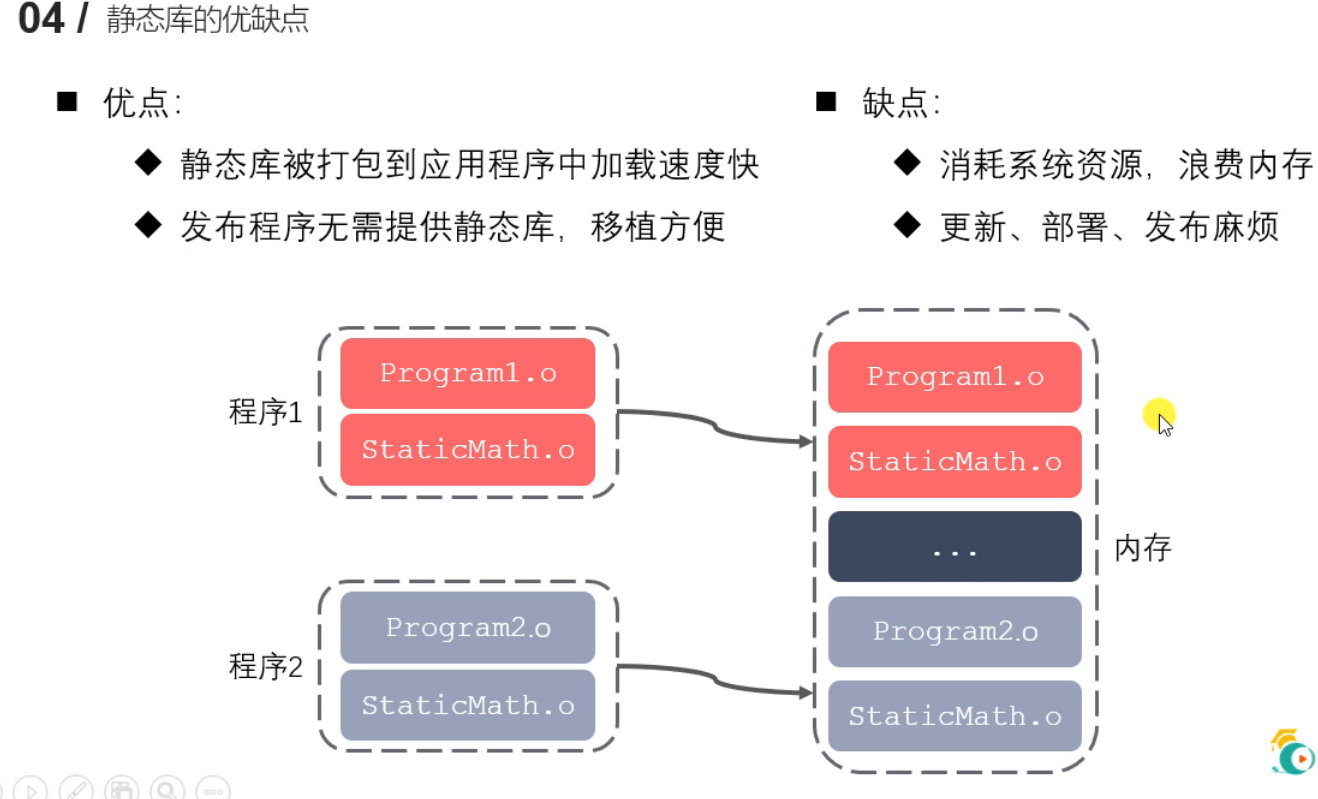 04 / 静态库的优缺点
■ 优点：
◆ 静态库被打包到应用程序中加载速度快
◆ 发布程序无需提供静态库，移植方便
■ 缺点：
◆ 消耗系统资源，浪费内存
◆ 更新、部署、发布麻烦
程序1
Program1.o
StaticMath.o
程序2
Program2.o
StaticMath.o
Program1.o
StaticMath.o
...
Program2.o
StaticMath.o
内存